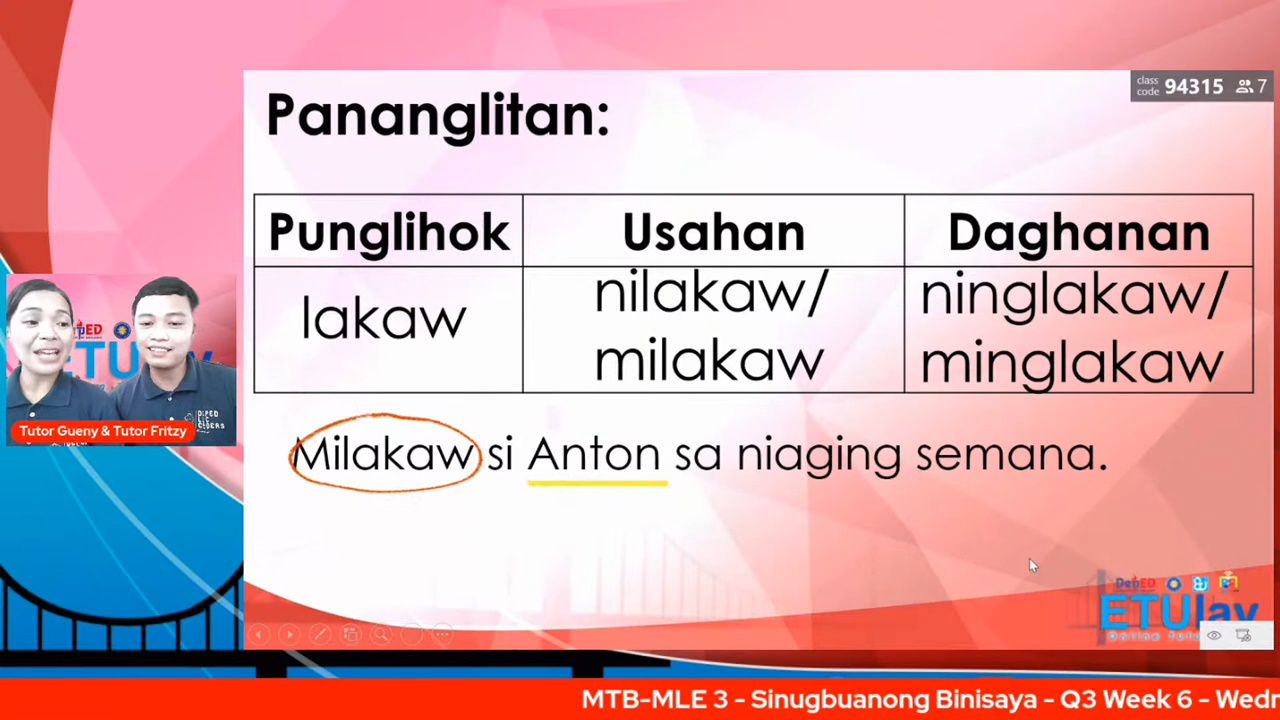 class code 94315 7
Pananglitan:
Punglihok Usahan Daghanan
lakaw nilakaw/ milakaw ninglakaw/ minglakaw
Milakaw si Anton sa niaging semana.
Tutor Gueny & Tutor Fritzy
DepED
ETUlay
MTB-MLE 3 - Sinugbuanong Binisaya - Q3 Week 6 - Wedn